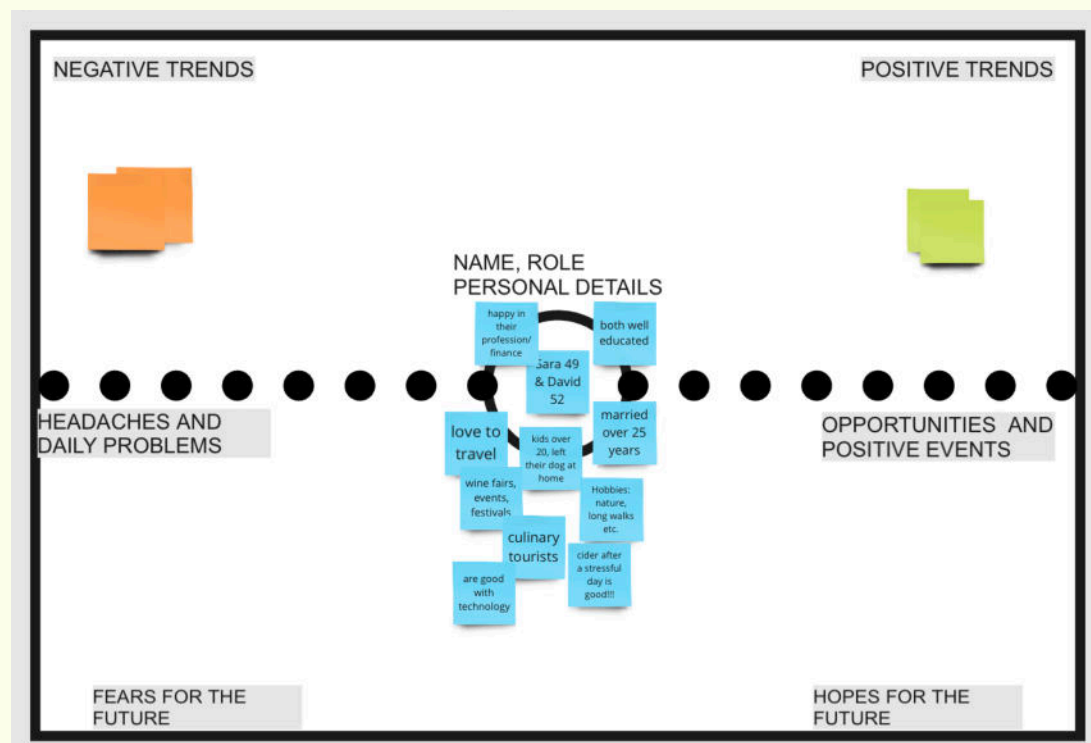 NEGATIVE TRENDS
POSITIVE TRENDS
NAME, ROLE
PERSONAL DETAILS
happy in
their
profession/
finance
both well
educated
Sara 49
& David
52
HEADACHES AND
DAILY PROBLEMS
OPPORTUNITIES AND
POSITIVE EVENTS
love to
travel
kids over
20, left
their dog at
home
married
over 25
years
wine fairs,
events,
festivals
Hobbies:
nature,
long walks
etc.
culinary
tourists
cider after
a stressful
day is
good!!!
are good
with
technology
FEARS FOR THE
FUTURE
HOPES FOR THE
FUTURE